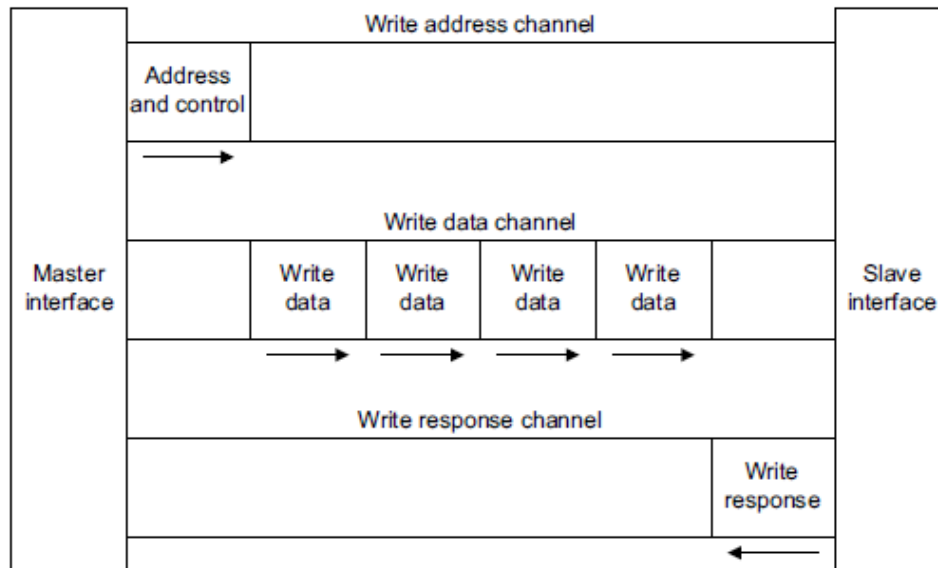 Write address channel
Address
and control
Write data channel
Master
interface
Write
data
Write
data
Write
data
Write
data
Slave
interface
Write response channel
Write
response